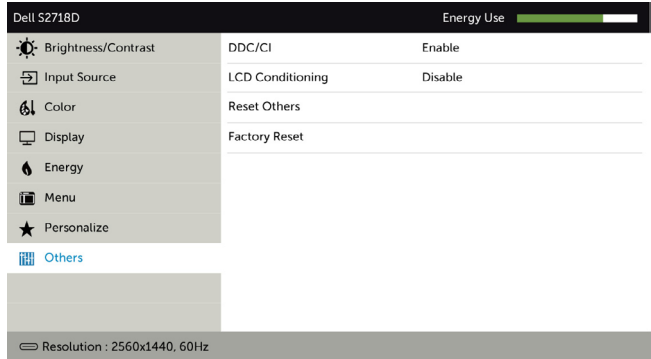 Dell S2718D Energy Use
Brightness/Contrast DDC/CI Enable
Input Source LCD Conditioning Disable
Color Reset Others
Display Factory Reset
Energy
Menu
Personalize
Others
Resolution : 2560x1440, 60Hz